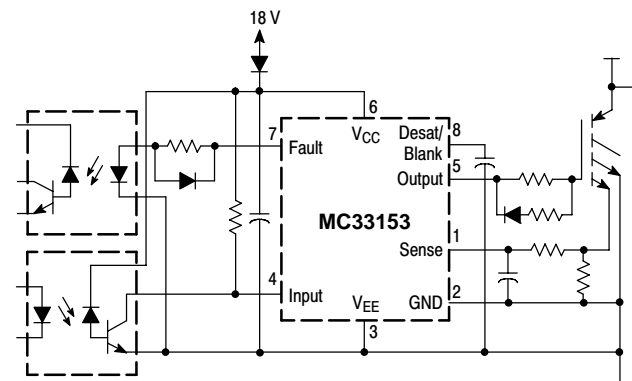 18 V
6
7
VCC
Desat/
Blank
8
Fault
Output
5
MC33153
Sense
1
4
Input
VEE
GND
2
3